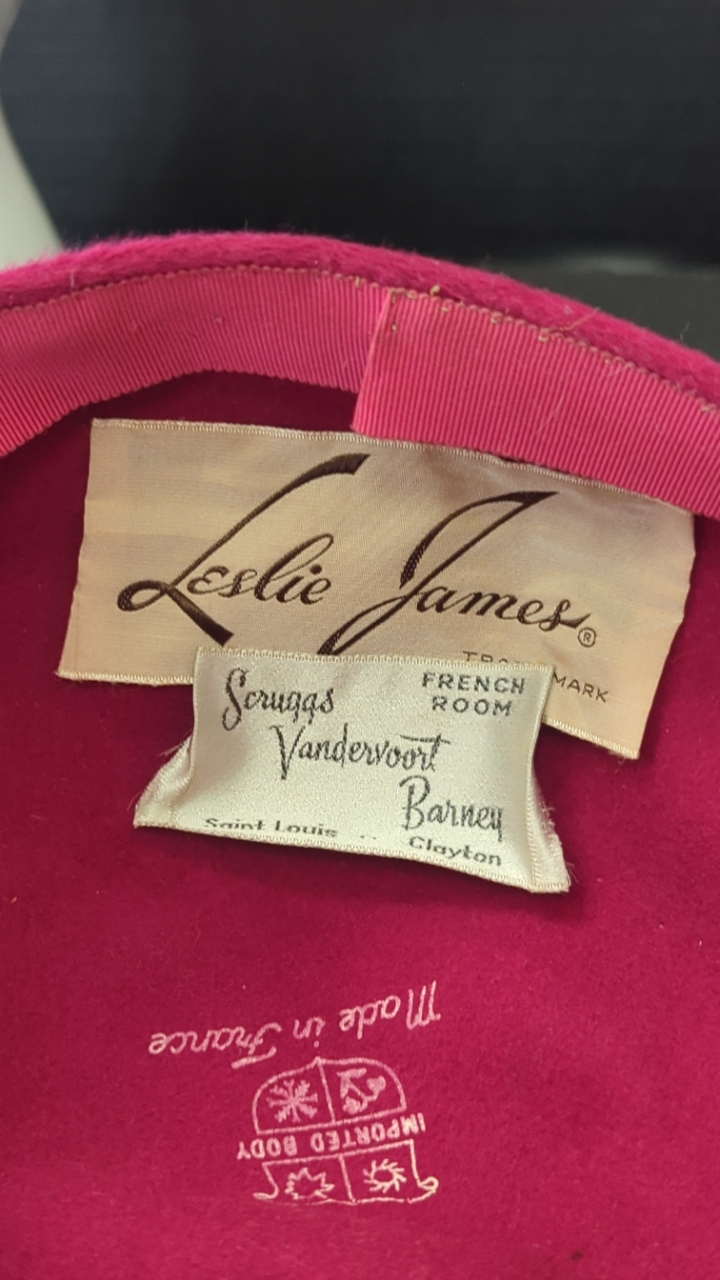 Leslie James®
TRADEMARK
Scruggs
FRENCH
ROOM
Vandervoort
Barney
Saint Louis
Clayton
Made in France
IMPORTED BODY